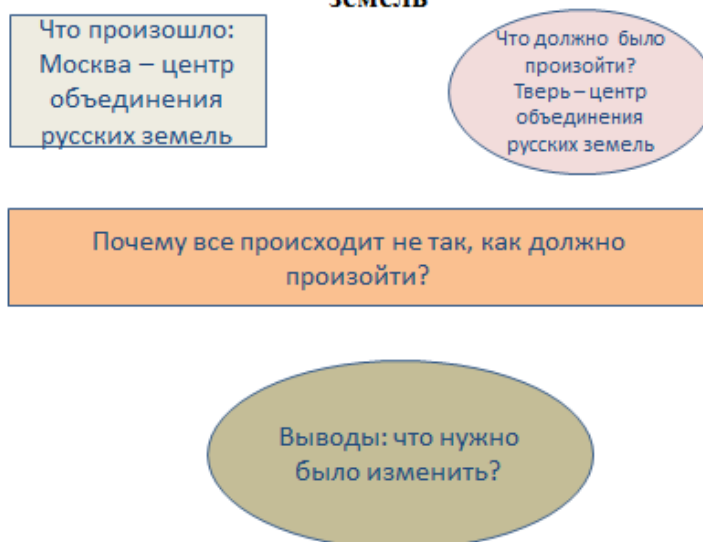 земель
Что произошло:
Москва – центр
объединения
русских земель
Что должно было
произойти?
Тверь – центр
объединения
русских земель
Почему все происходит не так, как должно
произойти?
Выводы: что нужно
было изменить?